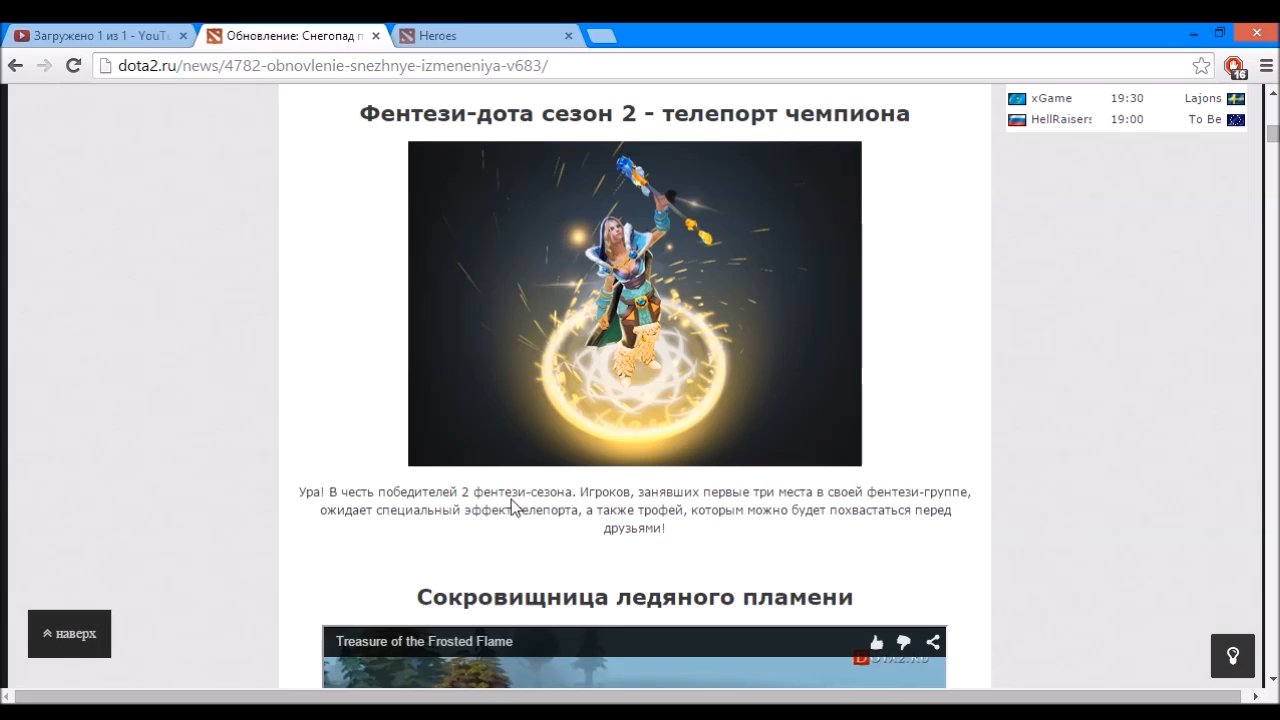 Загружено 1 из 1 - YouTu
Обновление: Снегопад п
Heroes
dota2.ru/news/4782-obnovlenie-snezhnye-izmeneniya-v683/
16
Фентези-дота сезон 2 - телепорт чемпиона
xGame 19:30 Lajons
HellRaisers 19:00 To Be
Ура! В честь победителей 2 фентези-сезона. Игроков, занявших первые три места в своей фентези-группе,
ожидает специальный эффект телепорта, а также трофей, которым можно будет похвастаться перед
друзьями!
Сокровищница ледяного пламени
наверх
Treasure of the Frosted Flame
DOTA2.RU